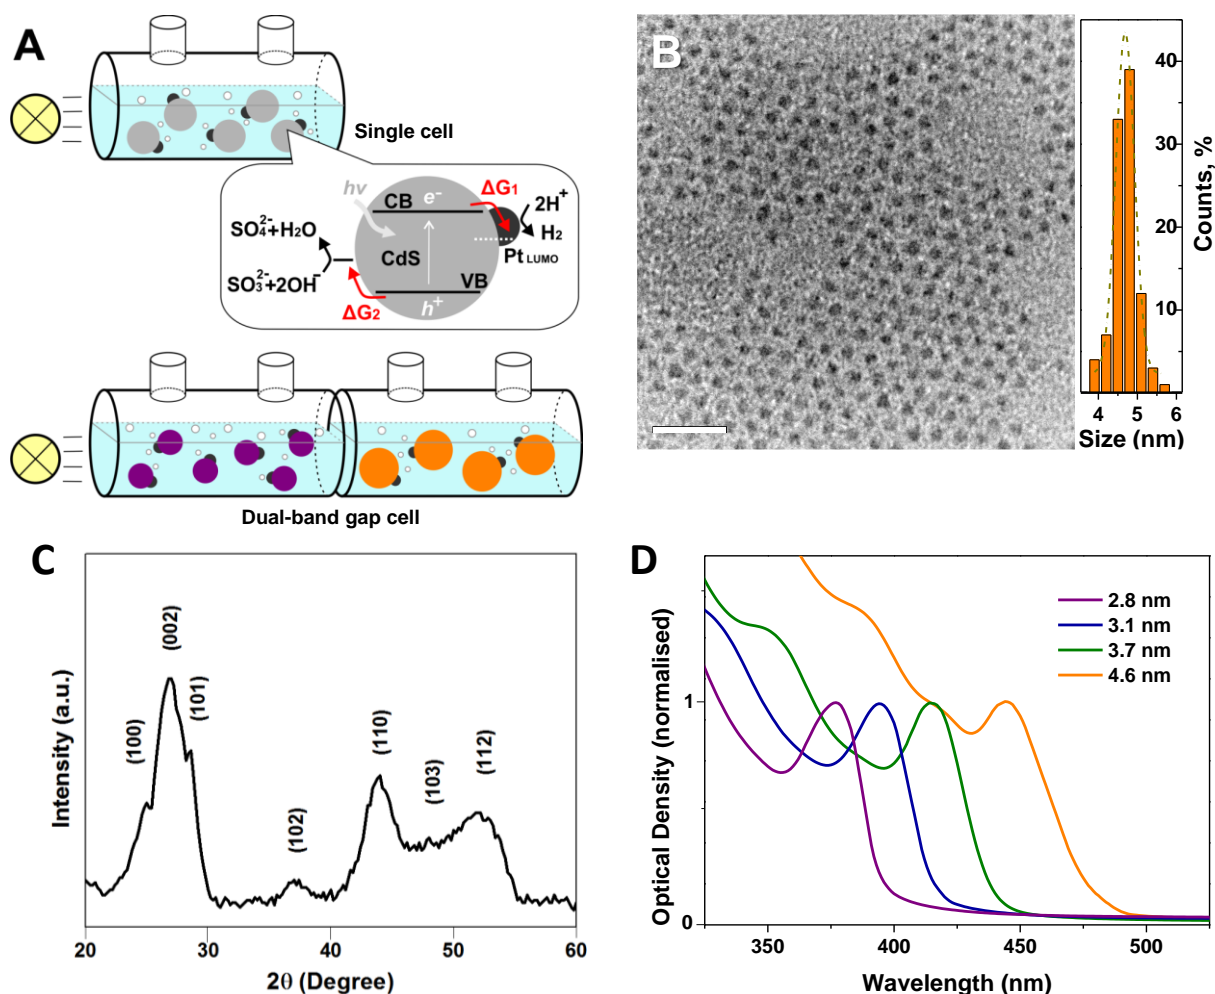 A
Single cell
hv
CB
e⁻
ΔG1
2H⁺
H2
SO4²⁻+H2O
CdS
Pt LUMO
SO3²⁻+2OH⁻
VB
ΔG2
h⁺
Dual-band gap cell
B
40
30
20
10
Counts, %
4 5 6
Size (nm)
C
(100)
(002)
(101)
(102)
(110)
(103)
(112)
Intensity (a.u.)
20 30 40 50 60
2θ (Degree)
D
2.8 nm
3.1 nm
3.7 nm
4.6 nm
1
0
Optical Density (normalised)
350 400 450 500
Wavelength (nm)